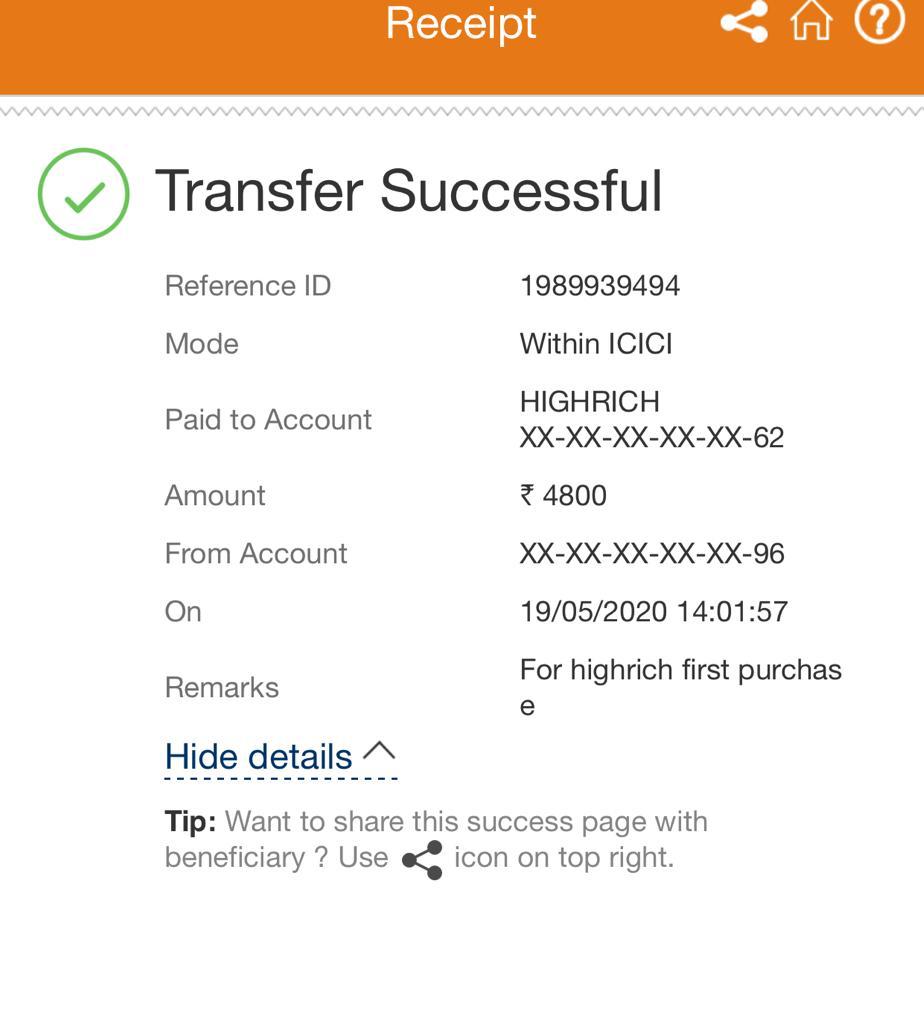 Receipt
Transfer Successful
Reference ID 1989939494
Mode Within ICICI
Paid to Account HIGHRICH
XX-XX-XX-XX-XX-62
Amount ₹ 4800
From Account XX-XX-XX-XX-XX-96
On 19/05/2020 14:01:57
Remarks For highrich first purchas
e
Hide details
Tip: Want to share this success page with
beneficiary ? Use icon on top right.